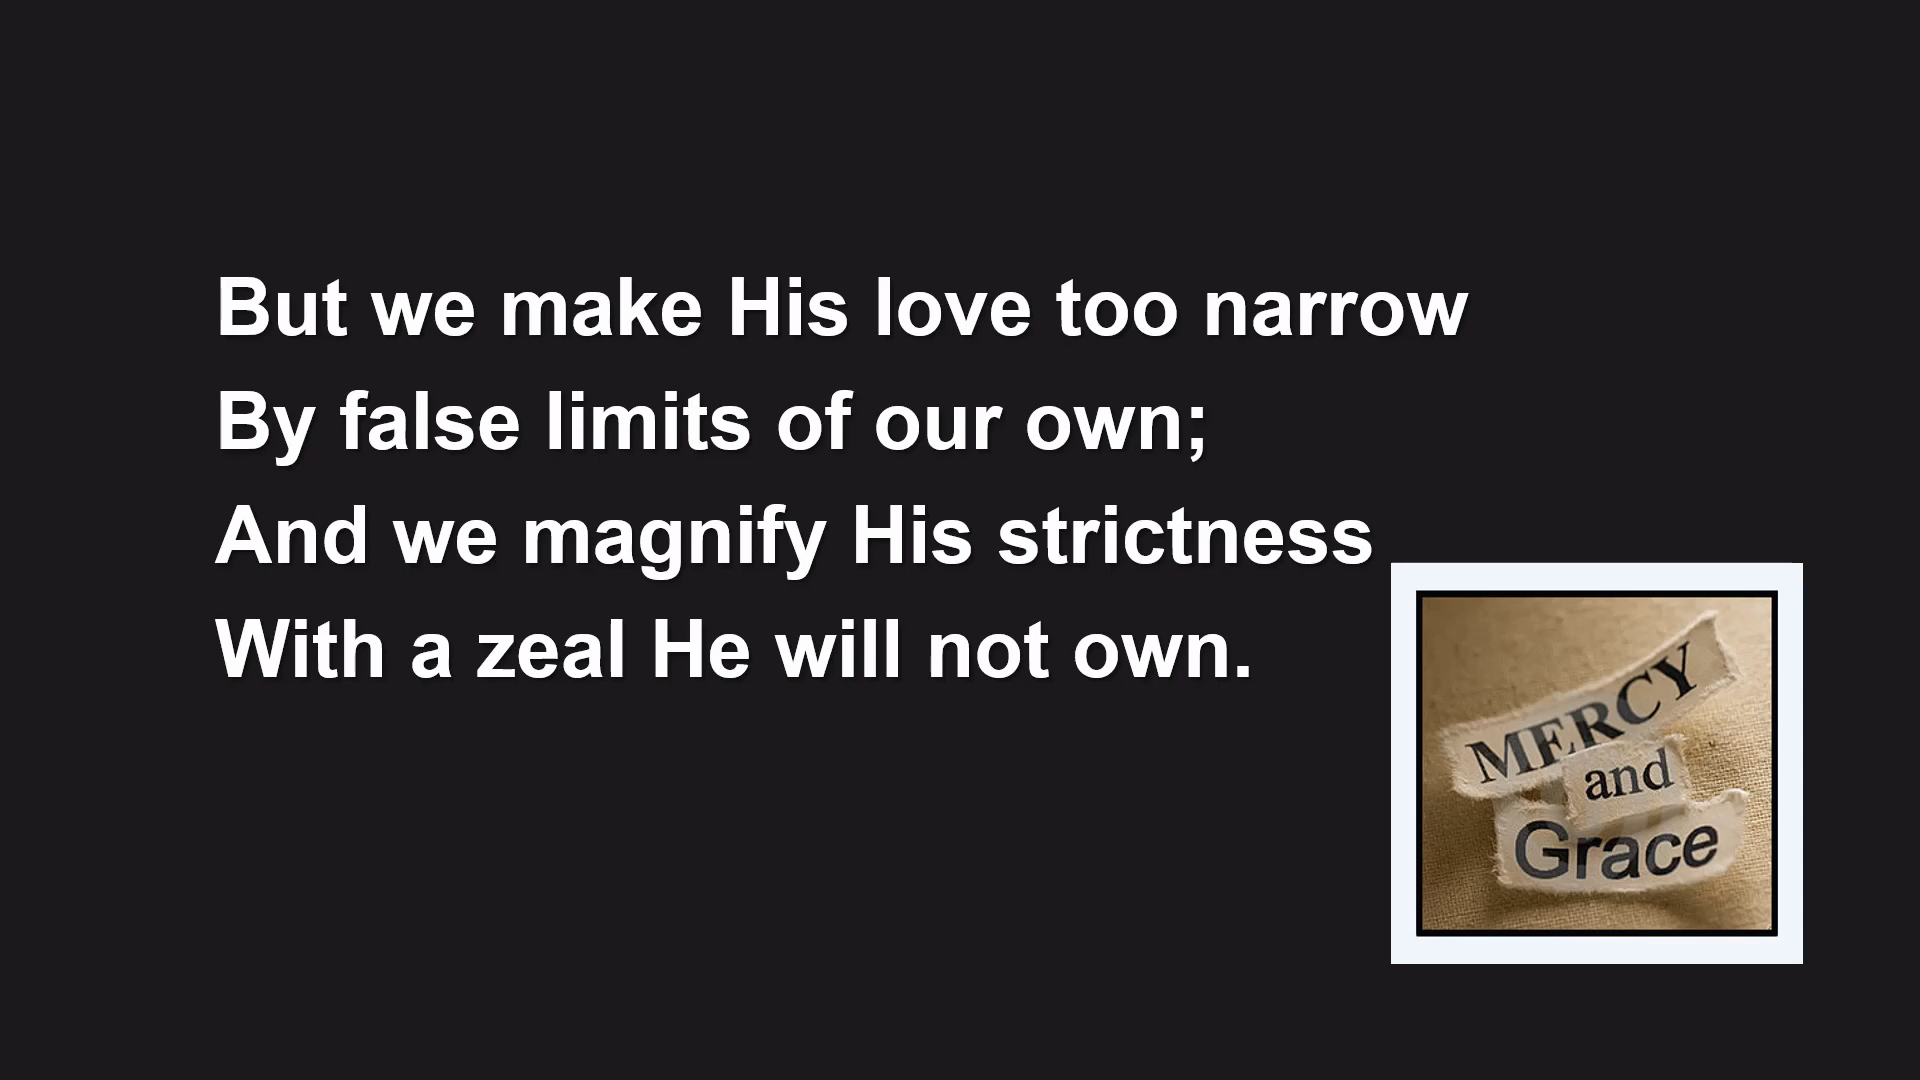 But we make His love too narrow
By false limits of our own;
And we magnify His strictness
With a zeal He will not own.
MERCY
and
Grace